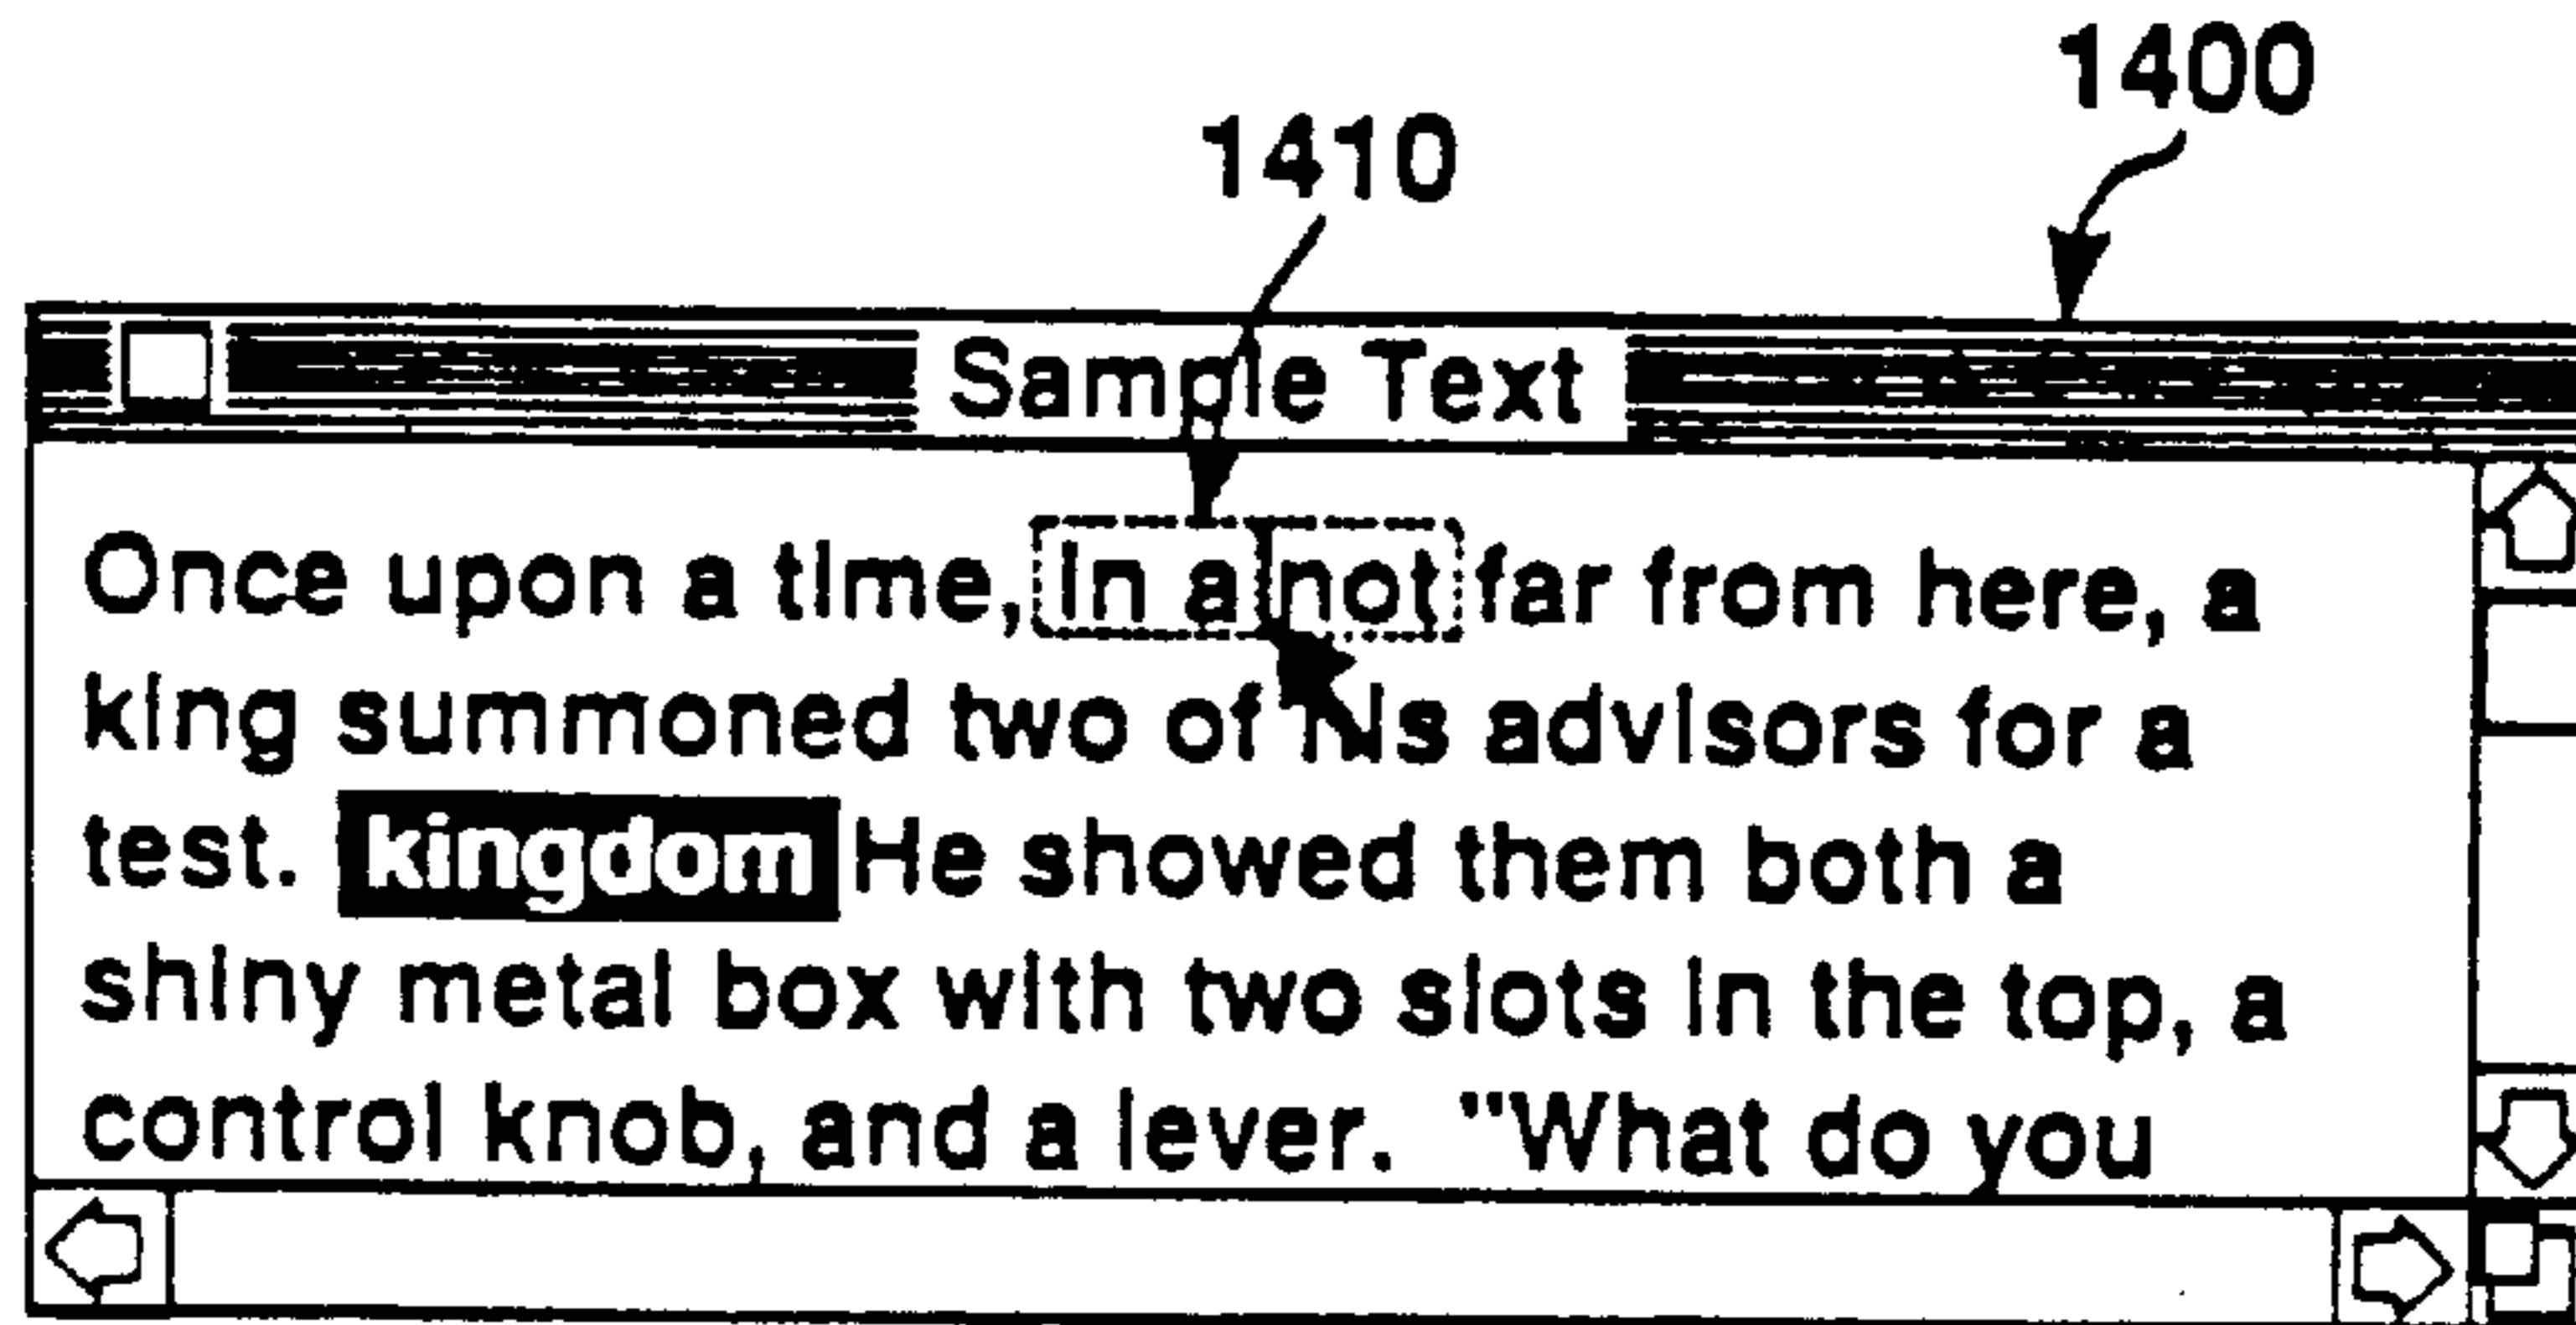 1400
1410
Sample Text
Once upon a time, in a not far from here, a
king summoned two of his advisors for a
test. kingdom He showed them both a
shiny metal box with two slots in the top, a
control knob, and a lever. "What do you